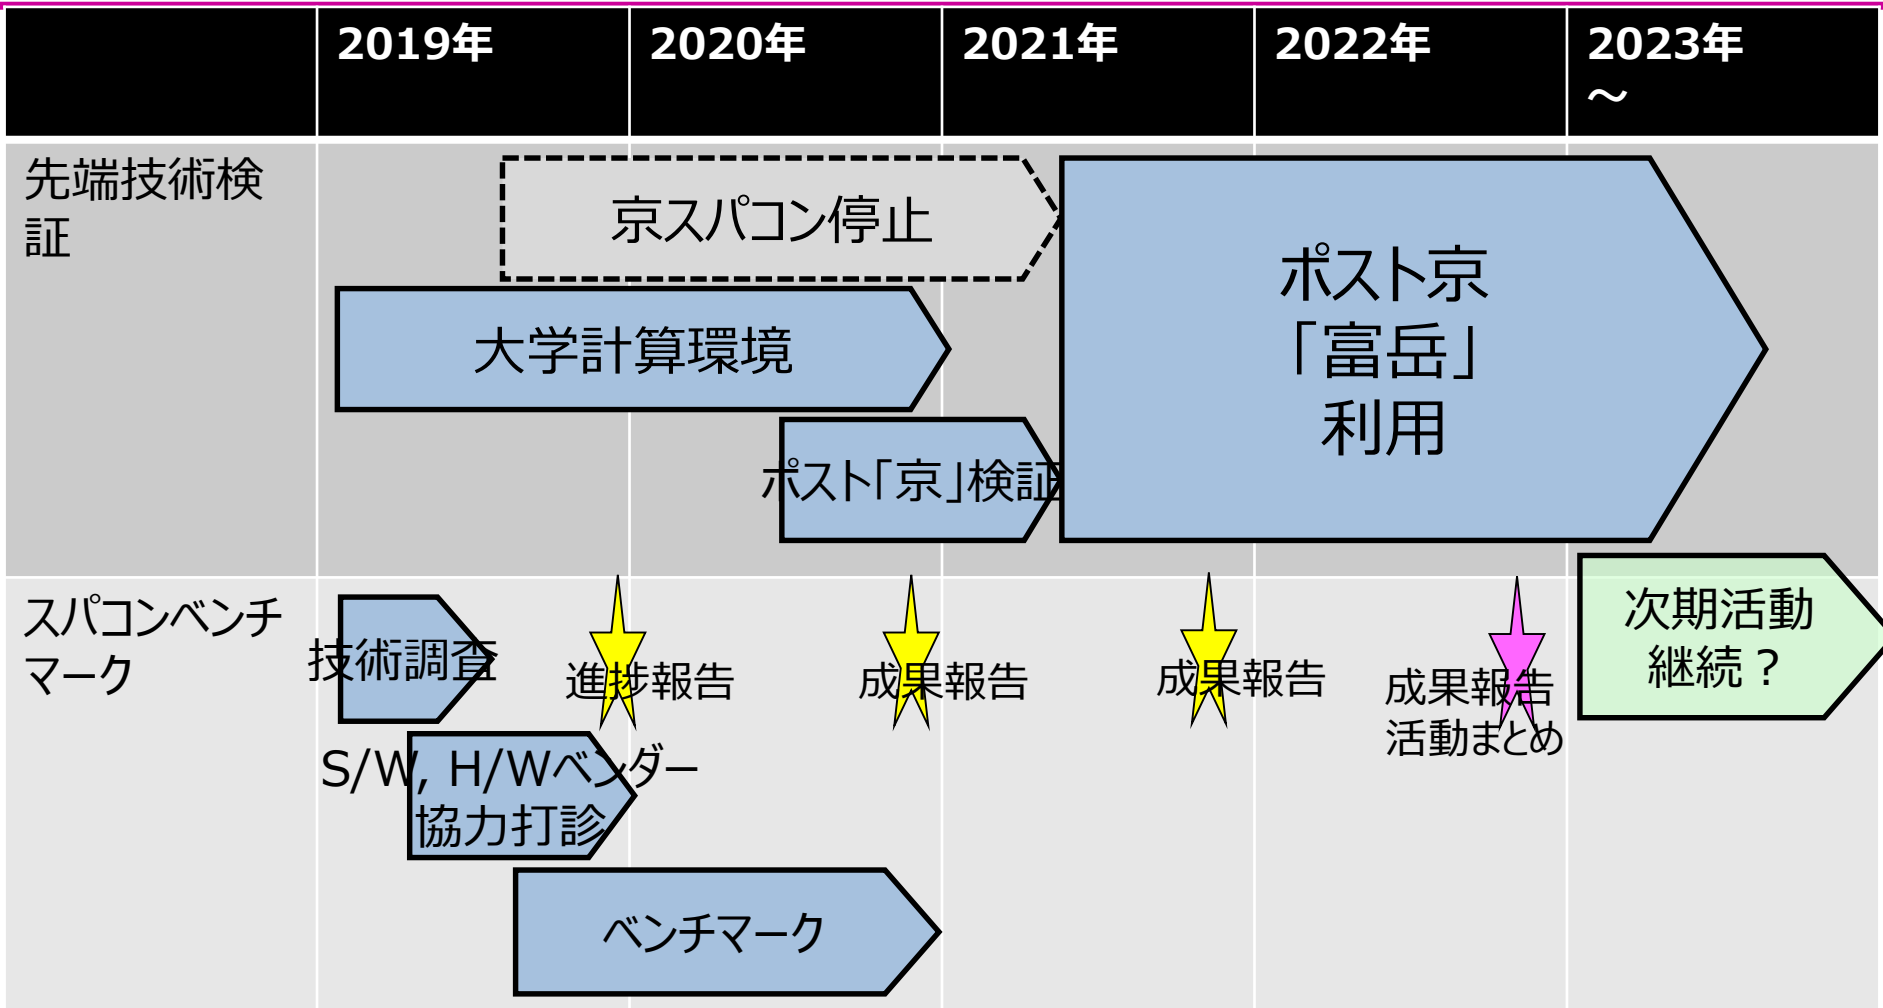 2019年
2020年
2021年
2022年
2023年
～
先端技術検
証
京スパコン停止
大学計算環境
ポスト「京」検証
ポスト京
「富岳」
利用
スパコンベンチ
マーク
技術調査
進捗報告
成果報告
成果報告
成果報告
活動まとめ
次期活動
継続？
S/W, H/Wベンダー
協力打診
ベンチマーク